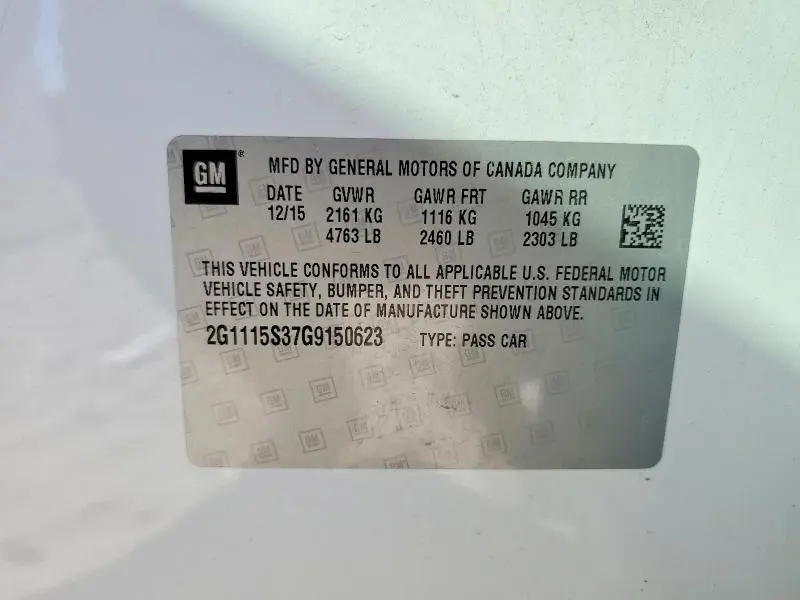 GM ® MFD BY GENERAL MOTORS OF CANADA COMPANY
DATE GVWR GAWR FRT GAWR RR
12/15 2161 KG 1116 KG 1045 KG
4763 LB 2460 LB 2303 LB
THIS VEHICLE CONFORMS TO ALL APPLICABLE U.S. FEDERAL MOTOR
VEHICLE SAFETY, BUMPER, AND THEFT PREVENTION STANDARDS IN
EFFECT ON THE DATE OF MANUFACTURE SHOWN ABOVE.
2G1115S37G9150623 TYPE: PASS CAR